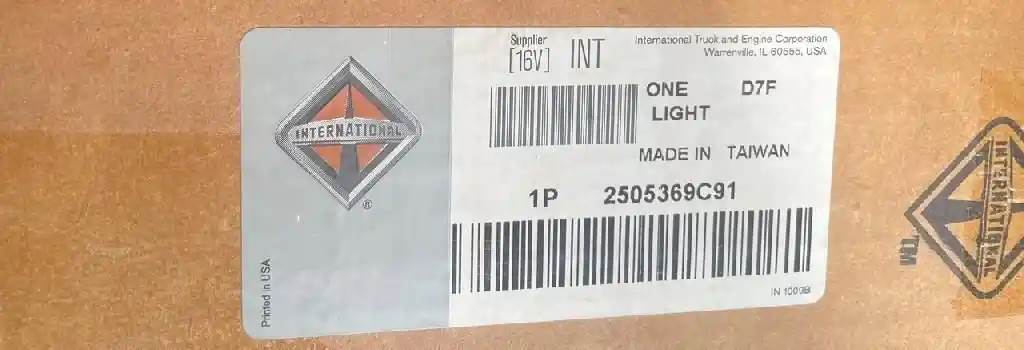 Supplier
[16V] INT
International Truck and Engine Corporation
Warrenville, IL 60555, USA
ONE D7F
LIGHT
MADE IN TAIWAN
1P 2505369C91
INTERNATIONAL
®
Printed in USA
IN 1009B
INTERNATIONAL
TM